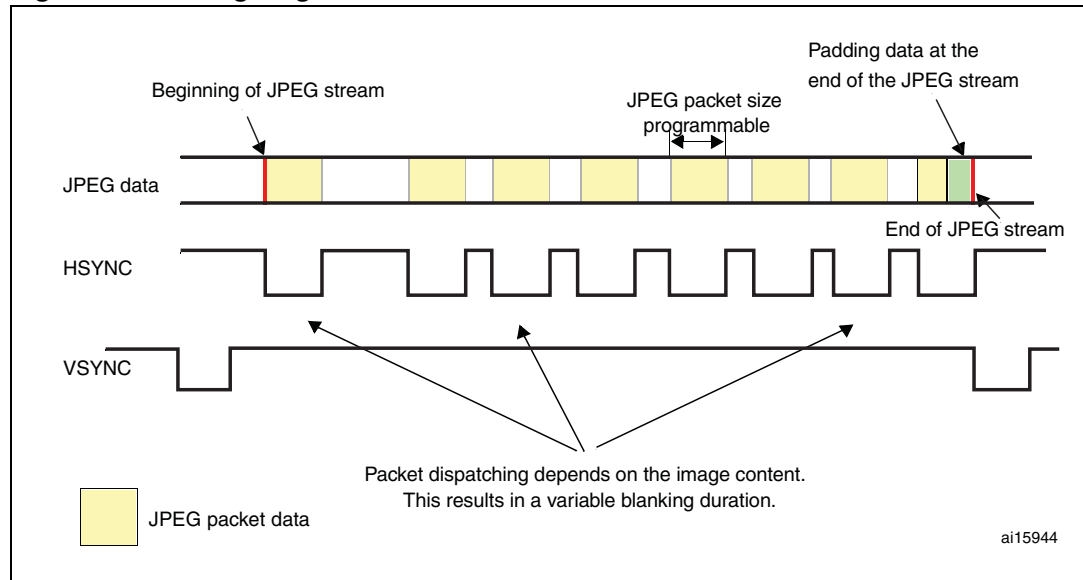 Padding data at the
end of the JPEG stream
Beginning of JPEG stream
JPEG packet size
programmable
JPEG data
End of JPEG stream
HSYNC
VSYNC
Packet dispatching depends on the image content.
This results in a variable blanking duration.
JPEG packet data
ai15944